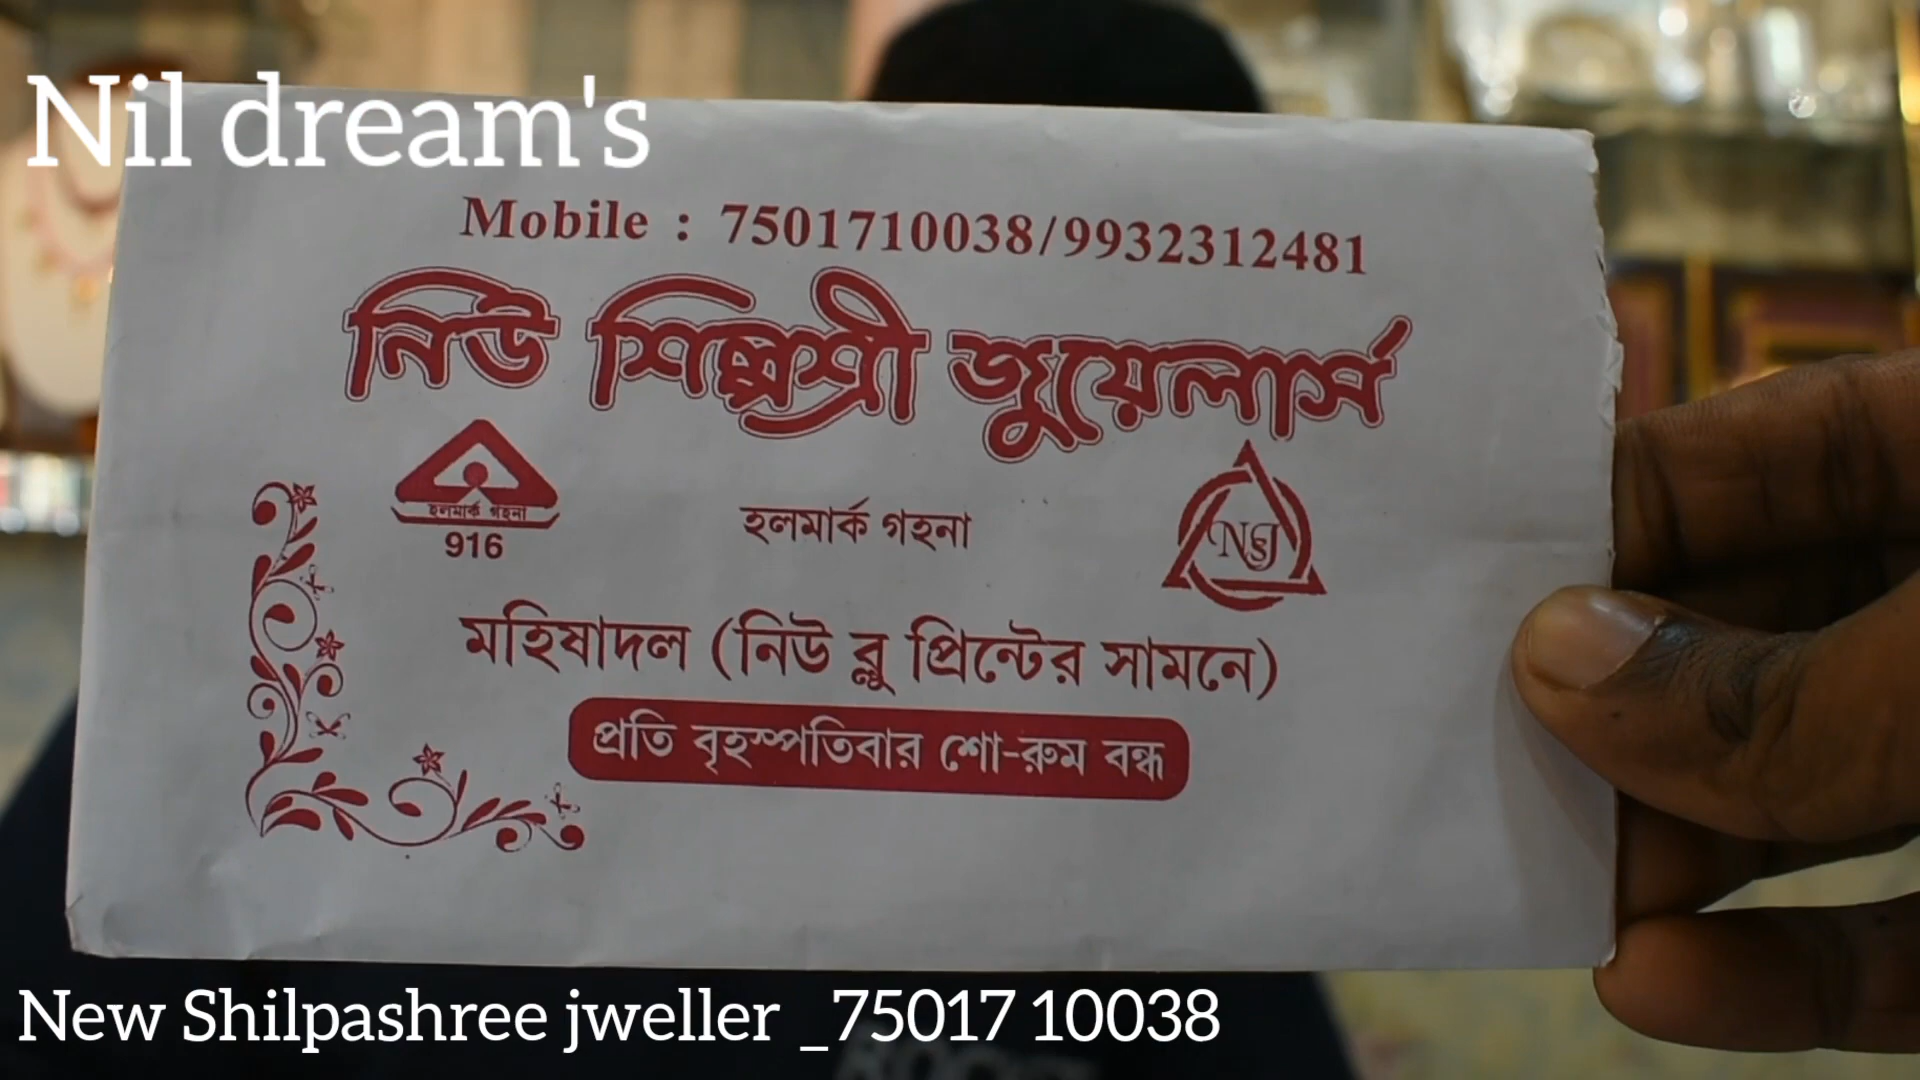 Nil dream's
Mobile : 7501710038/9932312481
নিউ শিল্পশ্রী জুয়েলার্স
হলমার্ক গহনা
916
হলমার্ক গহনা
NSJ
মহিষাদল (নিউ ব্লু প্রিন্টের সামনে)
প্রতি বৃহস্পতিবার শো-রুম বন্ধ
New Shilpashree jweller _75017 10038